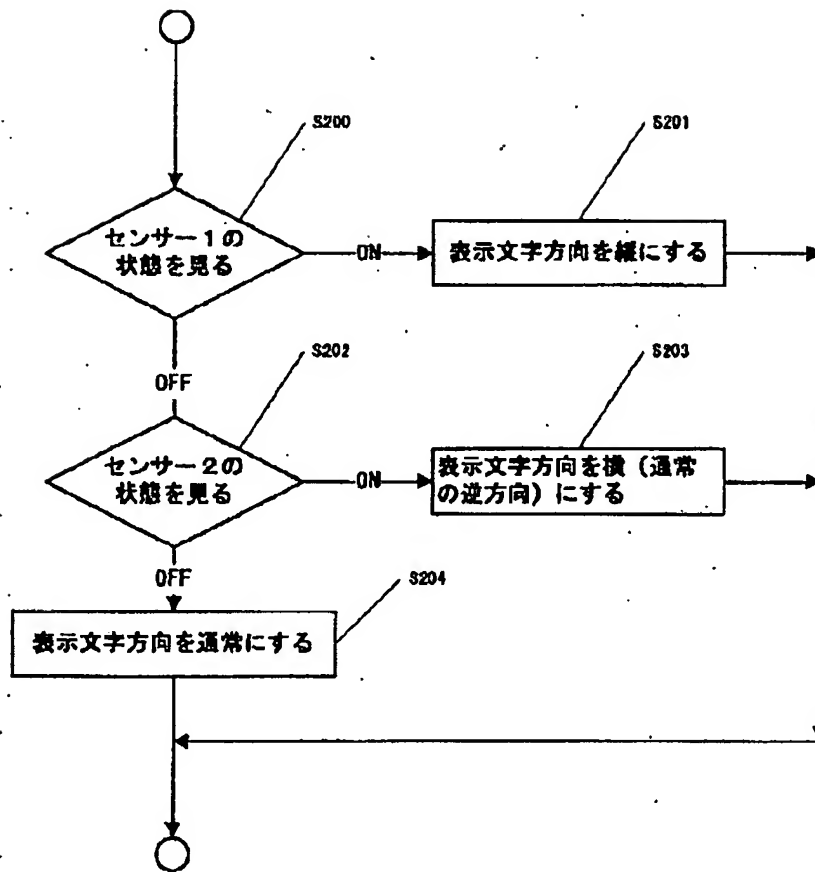 S200
S201
センサー1の
状態を見る
ON
表示文字方向を縦にする
OFF
S202
S203
センサー2の
状態を見る
ON
表示文字方向を横（通常
の逆方向）にする
OFF
S204
表示文字方向を通常にする